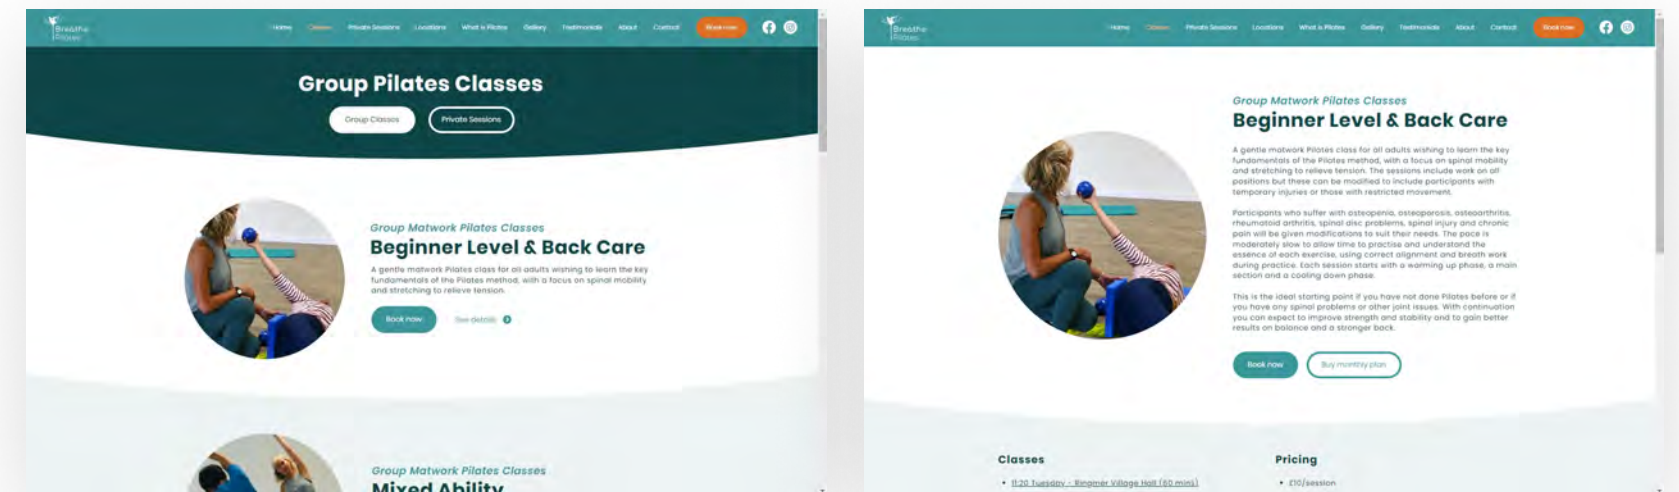 Breathe
Pilates
Home Classes Private Sessions Locations What is Pilates Gallery Testimonials About Contact Book now
Group Pilates Classes
Group Classes Private Sessions
Group Matwork Pilates Classes
Beginner Level & Back Care
A gentle matwork Pilates class for all adults wishing to learn the key
fundamentals of the Pilates method, with a focus on spinal mobility
and stretching to relieve tension.
Book now See details
Group Matwork Pilates Classes
Mixed Ability
Breathe
Pilates
Home Classes Private Sessions Locations What is Pilates Gallery Testimonials About Contact Book now
Group Matwork Pilates Classes
Beginner Level & Back Care
A gentle matwork Pilates class for all adults wishing to learn the key
fundamentals of the Pilates method, with a focus on spinal mobility
and stretching to relieve tension. The sessions include work on all
positions but these can be modified to include participants with
temporary injuries or those with restricted movement.
Participants who suffer with osteopenia, osteoporosis, osteoarthritis,
rheumatoid arthritis, spinal disc problems, spinal injury and chronic
pain will be given modifications to suit their needs. The pace is
moderately slow to allow time to practise and understand the
essence of each exercise, using correct alignment and breath work
during practice. Each session starts with a warming up phase, a main
section and a cooling down phase.
This is the ideal starting point if you have not done Pilates before or if
you have any spinal problems or other joint issues. With continuation
you can expect to improve strength and stability and to gain better
results on balance and a stronger back.
Book now Buy monthly plan
Classes
• 11:20 Tuesday - Ringmer Village Hall (60 mins)
Pricing
• £10/session